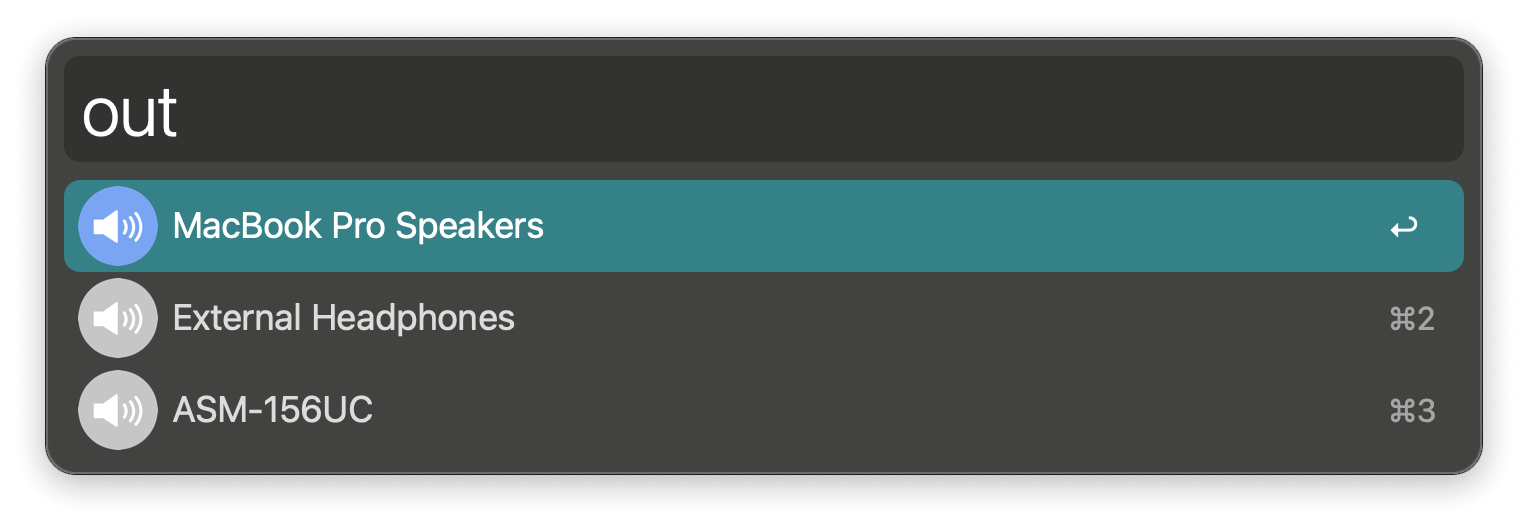 out
MacBook Pro Speakers ↩
External Headphones ⌘2
ASM-156UC ⌘3